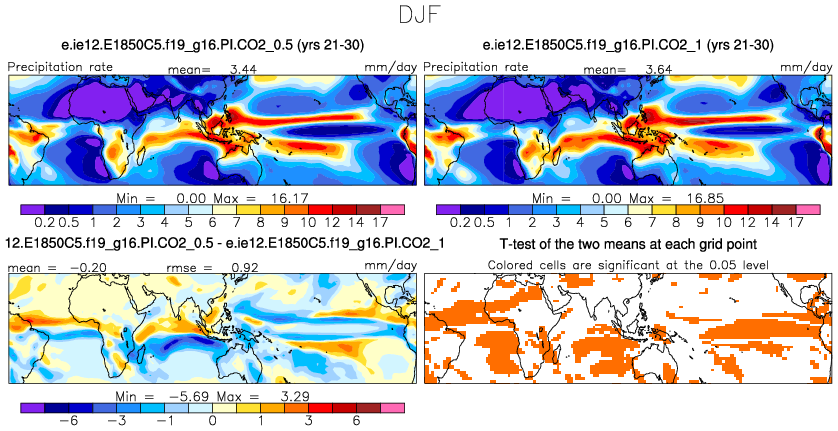 DJF
e.ie12.E1850C5.f19_g16.PI.CO2_0.5 (yrs 21-30)
Precipitation rate mean= 3.44 mm/day
Min = 0.00 Max = 16.17
0.2 0.5 1 2 3 4 5 6 7 8 9 10 12 14 17
e.ie12.E1850C5.f19_g16.PI.CO2_1 (yrs 21-30)
Precipitation rate mean= 3.64 mm/day
Min = 0.00 Max = 16.85
0.2 0.5 1 2 3 4 5 6 7 8 9 10 12 14 17
12.E1850C5.f19_g16.PI.CO2_0.5 - e.ie12.E1850C5.f19_g16.PI.CO2_1
mean = -0.20 rmse = 0.92 mm/day
Min = -5.69 Max = 3.29
-6 -3 -1 0 1 3 6
T-test of the two means at each grid point
Colored cells are significant at the 0.05 level